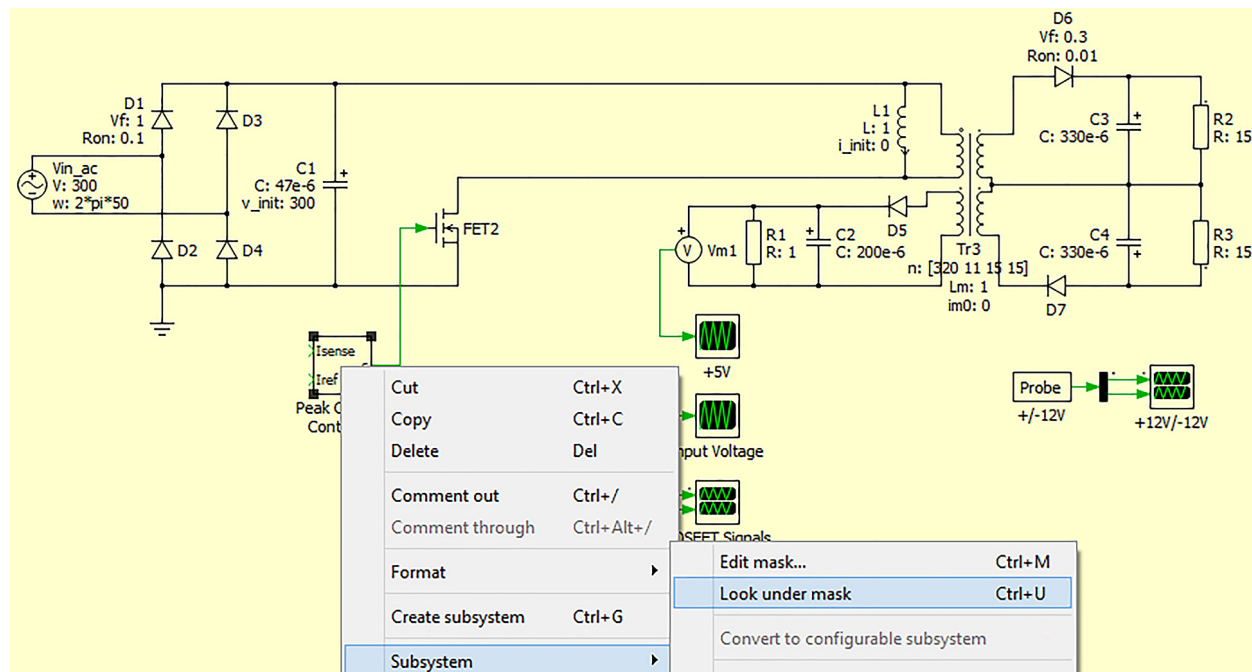 D6
Vf: 0.3
Ron: 0.01
D1
Vf: 1
Ron: 0.1
D3
L1
L: 1
i_init: 0
C3
C: 330e-6
R2
R: 15
Vin_ac
V: 300
w: 2*pi*50
C1
C: 47e-6
v_init: 300
FET2
D2
D4
V
Vm1
R1
R: 1
C2
C: 200e-6
D5
Tr3
n: [320 11 15 15]
Lm: 1
im0: 0
C4
C: 330e-6
R3
R: 15
D7
Isense
Iref
Peak
Cont
+5V
nput Voltage
OSFET Signals
Probe
+/-12V
+12V/-12V
Cut Ctrl+X
Copy Ctrl+C
Delete Del
Comment out Ctrl+/
Comment through Ctrl+Alt+/
Format
Create subsystem Ctrl+G
Subsystem
Edit mask... Ctrl+M
Look under mask Ctrl+U
Convert to configurable subsystem